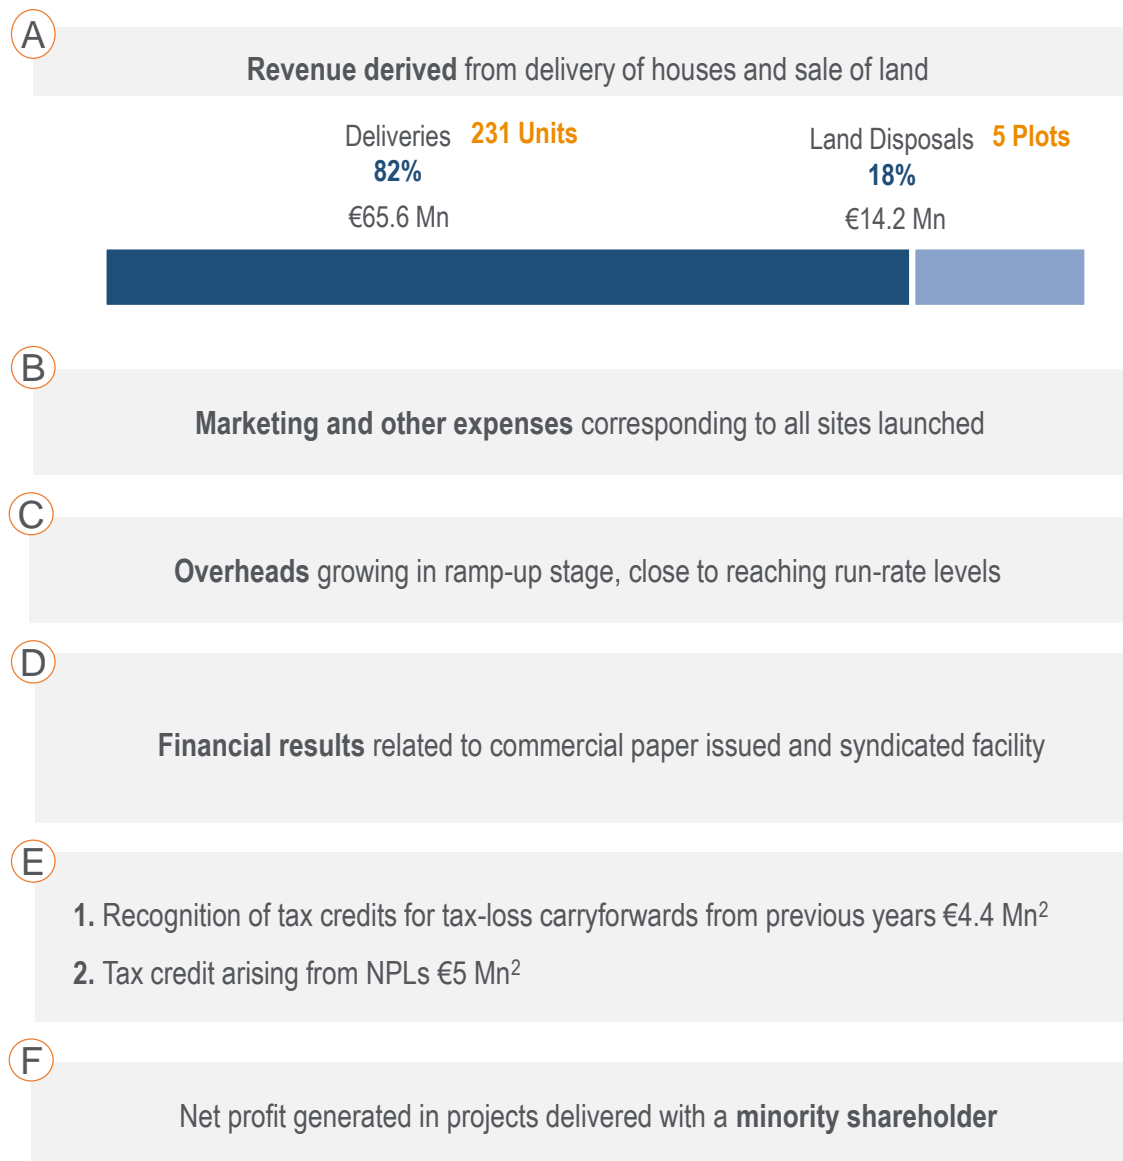 A
Revenue derived from delivery of houses and sale of land
Deliveries 231 Units
82%
€65.6 Mn
Land Disposals 5 Plots
18%
€14.2 Mn
B
Marketing and other expenses corresponding to all sites launched
C
Overheads growing in ramp-up stage, close to reaching run-rate levels
D
Financial results related to commercial paper issued and syndicated facility
E
1. Recognition of tax credits for tax-loss carryforwards from previous years €4.4 Mn2
2. Tax credit arising from NPLs €5 Mn2
F
Net profit generated in projects delivered with a minority shareholder